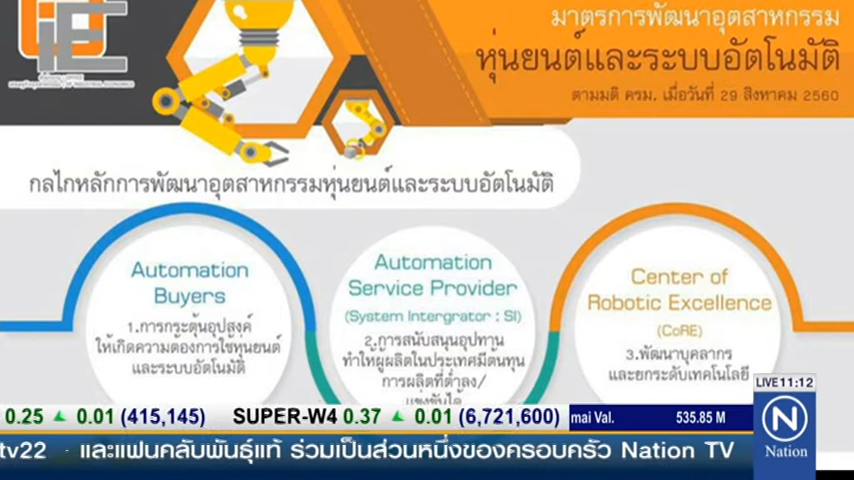 OiE
มาตรการพัฒนาอุตสาหกรรม
หุ่นยนต์และระบบอัตโนมัติ
ตามมติ ครม. เมื่อวันที่ 29 สิงหาคม 2560
กลไกหลักการพัฒนาอุตสาหกรรมหุ่นยนต์และระบบอัตโนมัติ
Automation
Buyers
1.การกระตุ้นอุปสงค์
ให้เกิดความต้องการใช้หุ่นยนต์
และระบบอัตโนมัติ
Automation
Service Provider
(System Intergrator : SI)
2.การสนับสนุนอุปทาน
ทำให้ผู้ผลิตในประเทศมีต้นทุน
การผลิตที่ต่ำลง/
แข่งขันได้
Center of
Robotic Excellence
(CoRE)
3.พัฒนาบุคลากร
และยกระดับเทคโนโลยี
LIVE 11:12
0.25 0.01 (415,145) SUPER-W4 0.37 0.01 (6,721,600) mai Val. 535.85 M
tv22 และแฟนคลับพันธุ์แท้ ร่วมเป็นส่วนหนึ่งของครอบครัว Nation TV
N
Nation